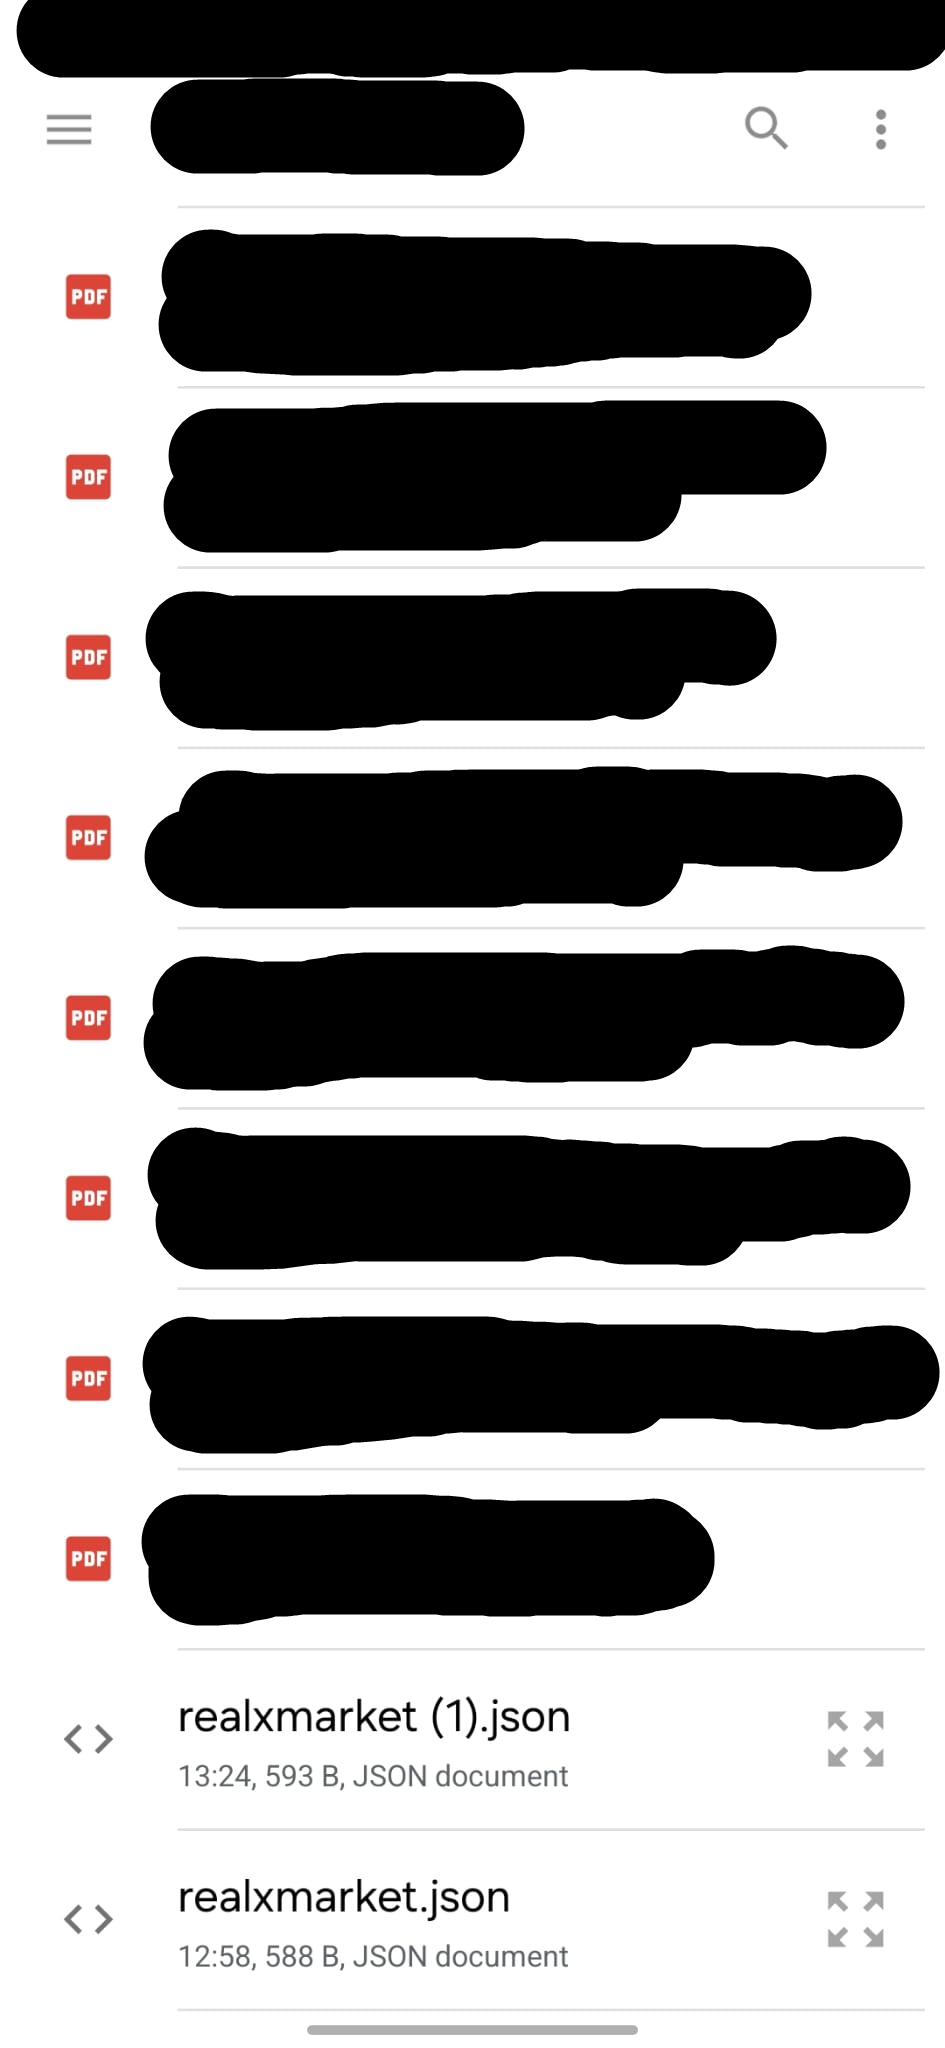 PDF
PDF
PDF
PDF
PDF
PDF
PDF
PDF
realxmarket (1).json
13:24, 593 B, JSON document
realxmarket.json
12:58, 588 B, JSON document